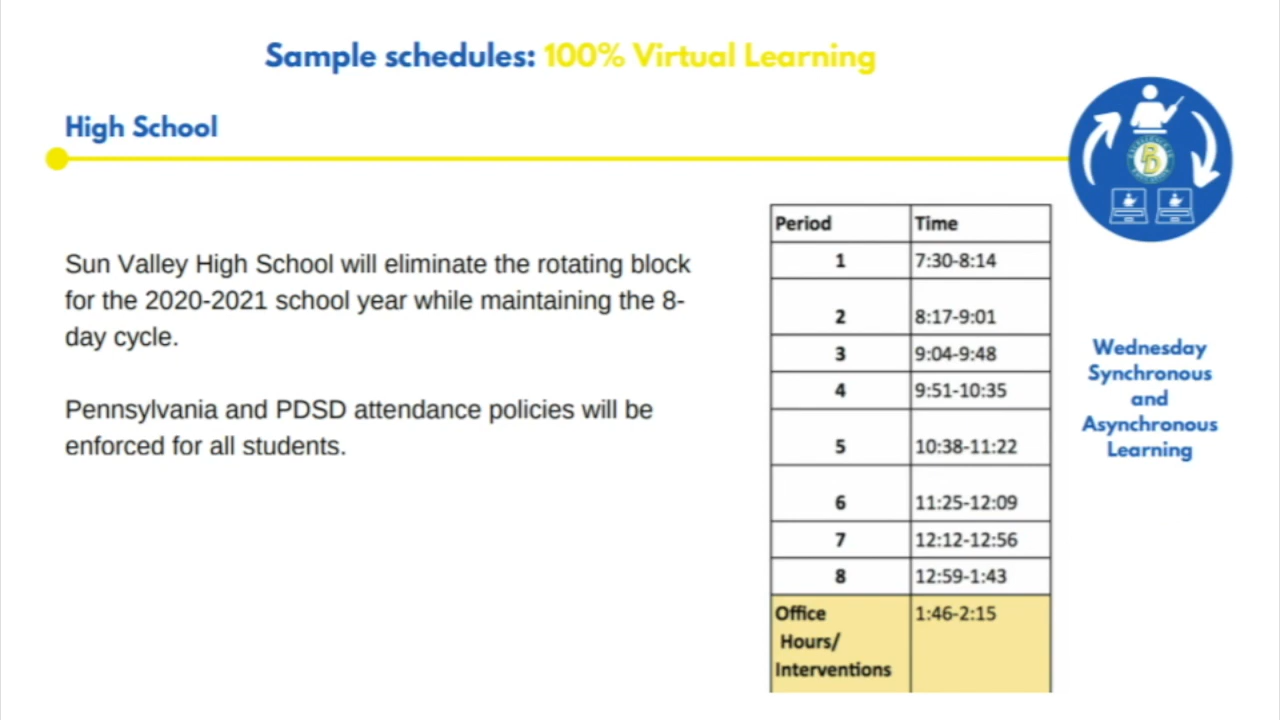 Sample schedules: 100% Virtual Learning
High School
Sun Valley High School will eliminate the rotating block
for the 2020-2021 school year while maintaining the 8-
day cycle.
Pennsylvania and PDSD attendance policies will be
enforced for all students.
Period Time
1 7:30-8:14
2 8:17-9:01
3 9:04-9:48
4 9:51-10:35
5 10:38-11:22
6 11:25-12:09
7 12:12-12:56
8 12:59-1:43
Office 1:46-2:15
Hours/
Interventions
Wednesday
Synchronous
and
Asynchronous
Learning